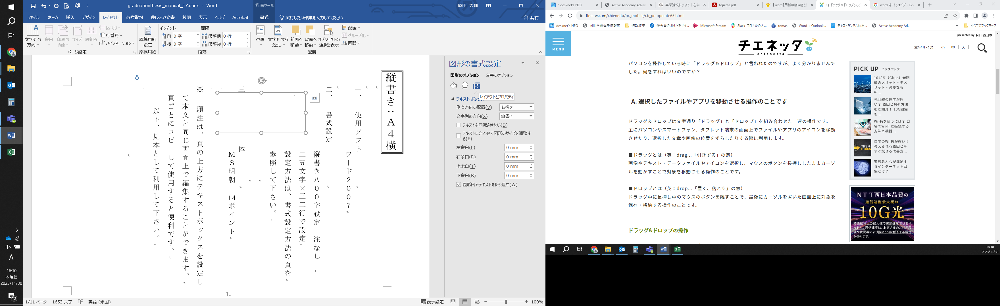 graduationthesis_manual_TY.docx - Word
描画ツール
原田 大輔
ファイル ホーム 挿入 デザイン レイアウト 参考資料 差し込み文書 校閲 表示 ヘルプ Acrobat 書式 実行したい作業を入力してください 共有
文字列の方向 余白 印刷の向き サイズ 段組み 区切り 行番号 ハイフネーション
ページ設定
原稿用紙設定
原稿用紙
インデント 間隔
前 0 字 段落前 0 行
後 0 字 段落後 0 行
段落
位置 文字列の折り返し 前面へ移動 背面へ移動 オブジェクトの選択と表示 配置 グループ化 回転
配置
縦書き：A４横
一、 使用ソフト ワード２００７
二、 書式設定
縦書き八００字設定 注なし
二五文字×三二行で設定
設定方法は、書式設定方法の頁を
参照して下さい。
三 体
ＭＳ明朝 14ポイント
※ 頭注は、頁の上方にテキストボックスを設定し
て本文と同じ画面上で編集することができます。
頁ごとにコピーして使用すると便利です。
以下、見本として利用して下さい。
1
図形の書式設定
図形のオプション 文字のオプション
レイアウトとプロパティ
テキスト ボックス
垂直方向の配置(V) 右揃え
文字列の方向(X) 縦書き
テキストを回転させない(D)
テキストに合わせて図形のサイズを調整する(F)
左余白(L) 0 mm
右余白(R) 0 mm
上余白(T) 0 mm
下余白(B) 0 mm
図形内でテキストを折り返す(W)
1/11 ページ 1653 文字 英語 (米国)
表示設定 100%
A
16:10
木曜日
2023/11/30
12
* desknet's NEO
Active Academy Advan
卒業論文について | 在学
tojikata.pdf
【Word】用紙の縦向きと
Q. ドラッグ＆ドロップってど
word オートシェイプ - Go
flets-w.com/chienetta/pc_mobile/cb_pc-operate65.html
desknet's NEO 同朋学園電子情報蔵 情報収集 任天堂のUI/UXデザイ... Microsoft Stream Slack コロナ後の大... tomas Word + Outlook... テキストランダム抽出... Active Academy Ad... » すべてのブックマーク
MENU
presented by NTT西日本
チエネッタ
chienetta
文字サイズ 小 中 大
パソコンを操作している時に「ドラッグ＆ドロップ」と言われたのですが、よく分かりませんで
した。何をすればいいのですか？
A. 選択したファイルやアプリを移動させる操作のことです
ドラッグ＆ドロップは文字通り「ドラッグ」と「ドロップ」を組み合わせた一連の操作です。
主にパソコンやスマートフォン、タブレット端末の画面上でファイルやアプリのアイコンを移動
させたり、選択した文章や画像の位置をずらしたりする際に利用します。
■ドラッグとは（英：drag…「引きずる」の意）
画像やテキスト・データファイルやアイコンを選択し、マウスのボタンを長押ししたままカーソ
ルを動かすことで対象を移動させる操作のことです。
■ドロップとは（英：drop…「置く、落とす」の意）
ドラッグ中に長押し中のマウスのボタンを離すことで、最後にカーソルを置いた画面上に対象を
保存・格納する操作のことです。
ドラッグ&ドロップの操作
PICK UP ピックアップ
10ギガ（Gbps）光回
線のメリット・デメ
リット・必要なも
の...
光回線の速度が遅
い？ 原因と対処方法
をご紹介！ 10G回線
も...
Wi-Fiを使うには？ 自
宅でWi-Fiに接続する
方法と機器...
TIPS & TRICKS
自宅のWi-Fiが遅い！
考えられる原因と今
すぐ試せる改善方...
家族みんなが満足す
るインターネット回
線とは？
NTT西日本品質の
通信速度最大概ね
10G光
技術規格上の最大値で実効速度ではあり
ません。通信速度は、お客さまのご利用環
境や状況等により数Mbpsに低下する場合
があります。
16:10
2023/11/30